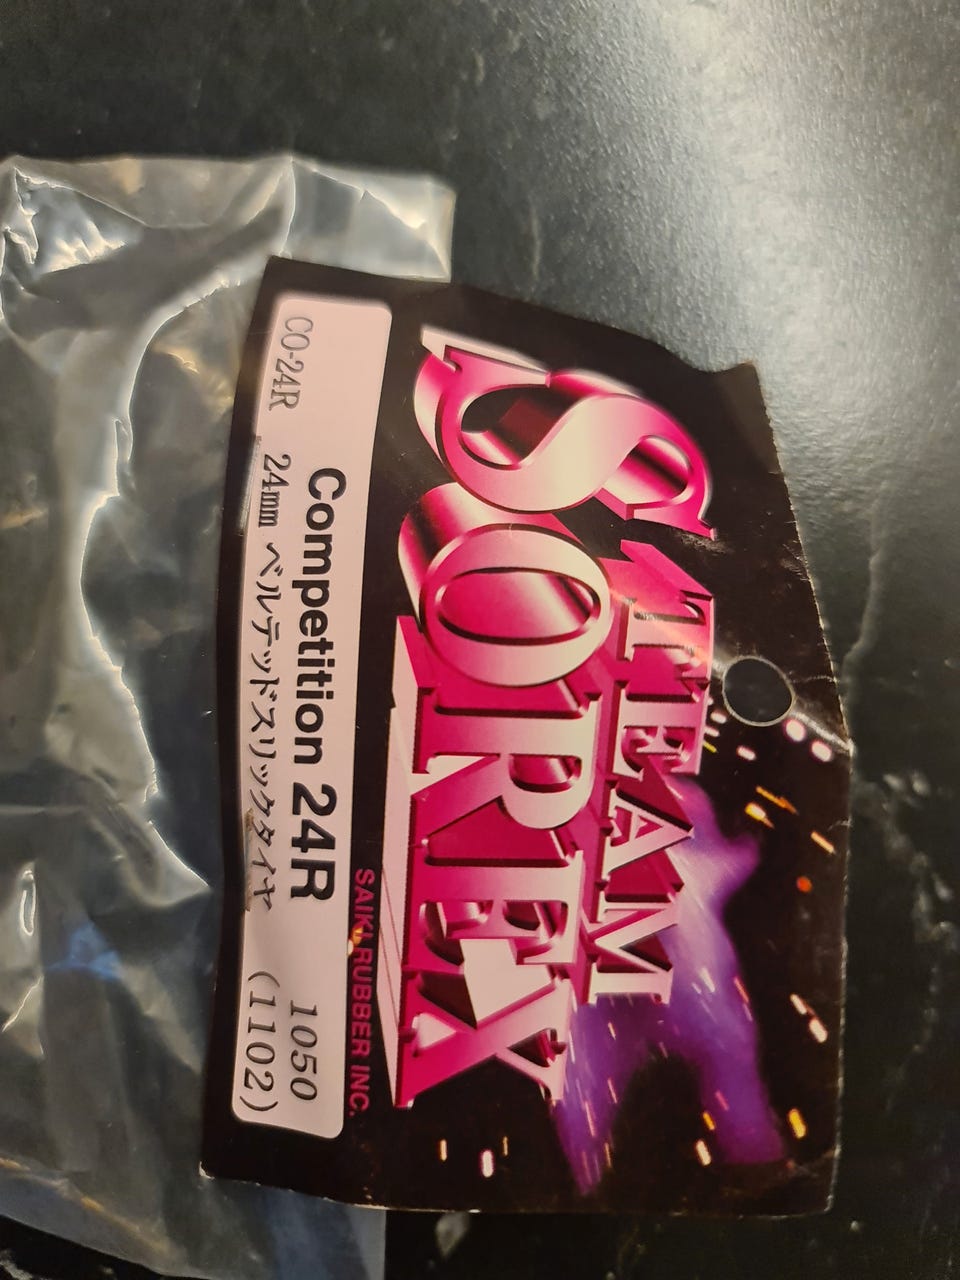 TEAM
SOREX
SAIKI RUBBER INC.
Competition 24R 1050
CO-24R 24mm ベルテッドスリックタイヤ (1102)